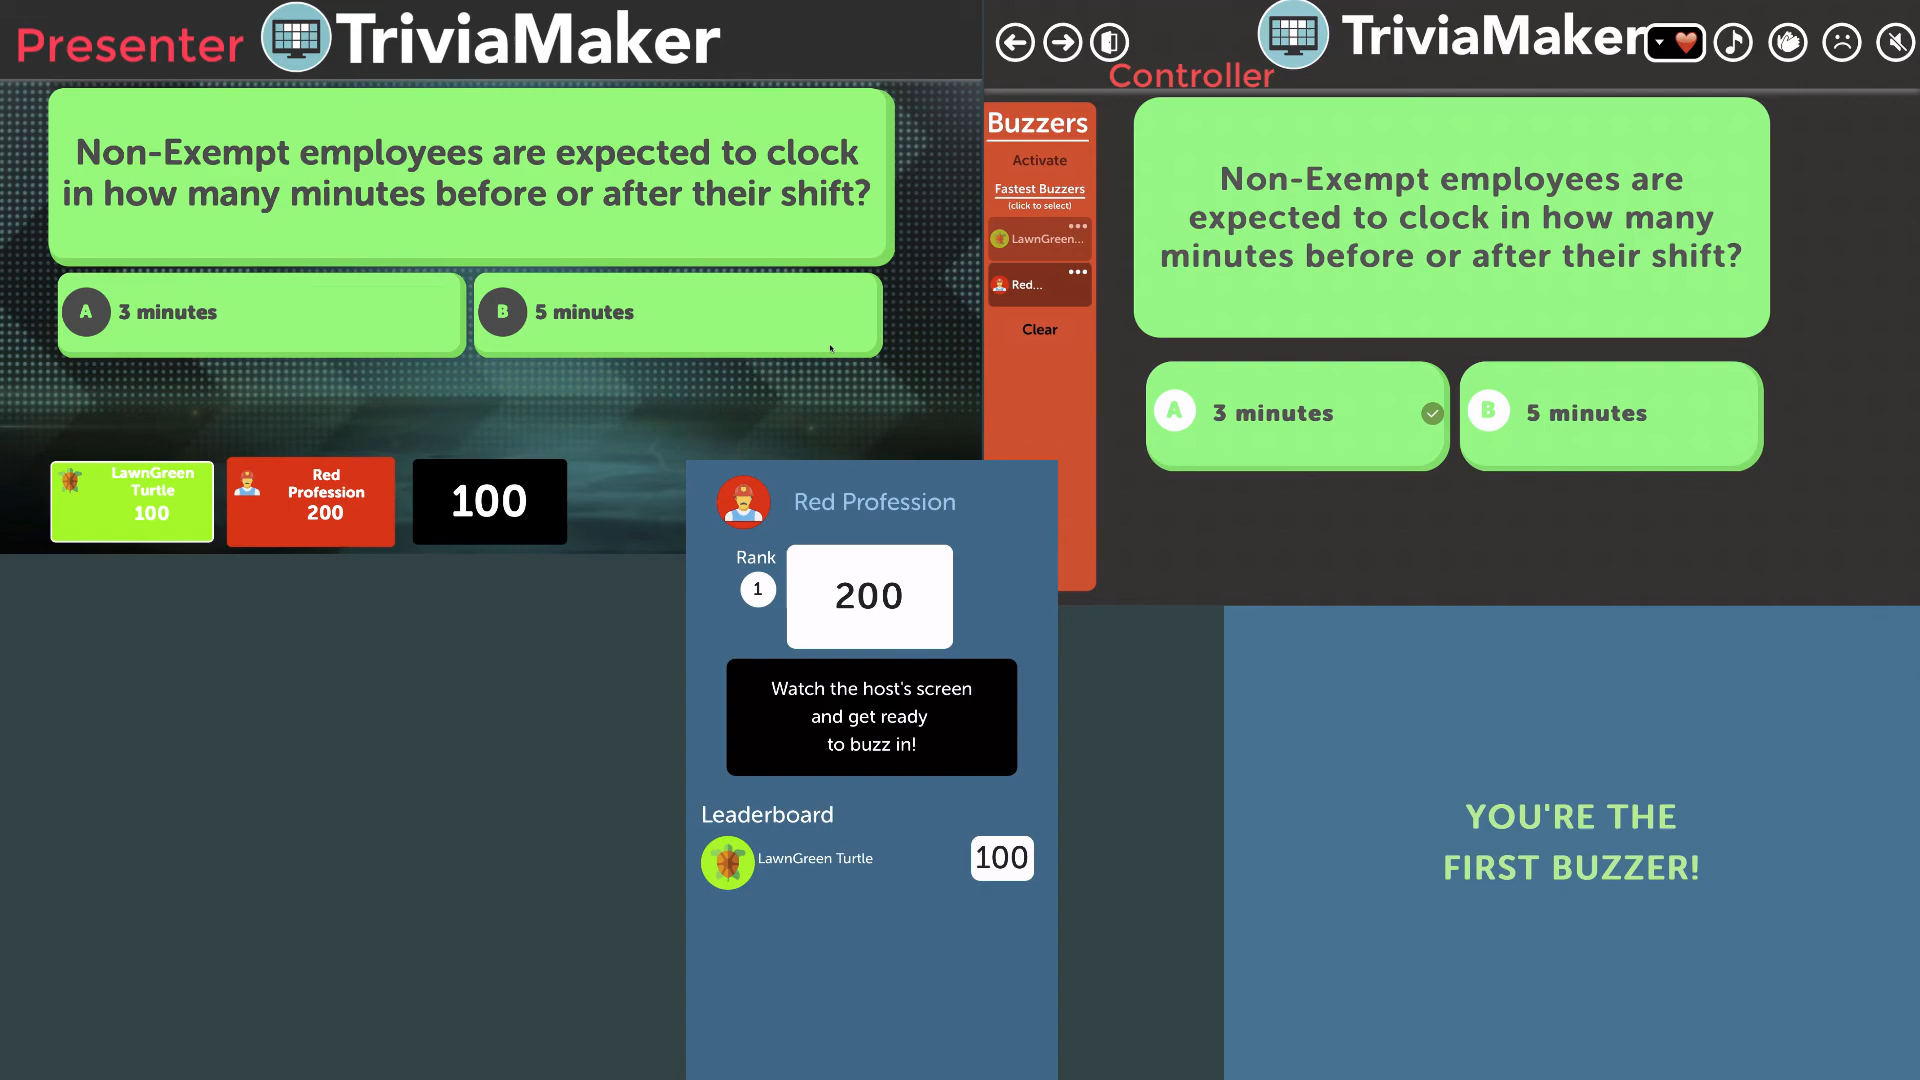 Presenter
TriviaMaker
Non-Exempt employees are expected to clock
in how many minutes before or after their shift?
A 3 minutes
B 5 minutes
LawnGreen
Turtle
100
Red
Profession
200
100
TriviaMaker
Controller
Buzzers
Activate
Fastest Buzzers
(click to select)
LawnGreen...
Red...
Clear
Non-Exempt employees are
expected to clock in how many
minutes before or after their shift?
A 3 minutes
B 5 minutes
Red Profession
Rank
1
200
Watch the host's screen
and get ready
to buzz in!
Leaderboard
LawnGreen Turtle
100
YOU'RE THE
FIRST BUZZER!